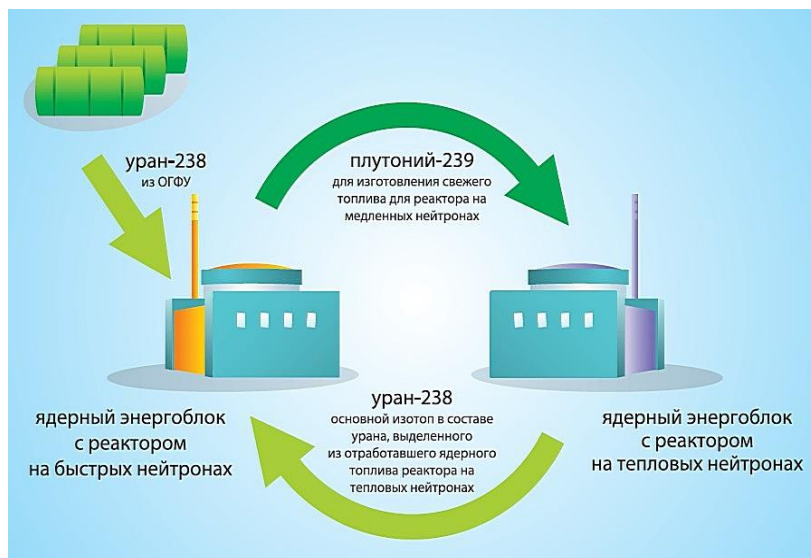 уран-238
из ОГФУ
плутоний-239
для изготовления свежего
топлива для реактора на
медленных нейтронах
ядерный энергоблок
с реактором
на быстрых нейтронах
уран-238
основной изотоп в составе
урана, выделенного
из отработавшего ядерного
топлива реактора на
тепловых нейтронах
ядерный энергоблок
с реактором
на тепловых нейтронах